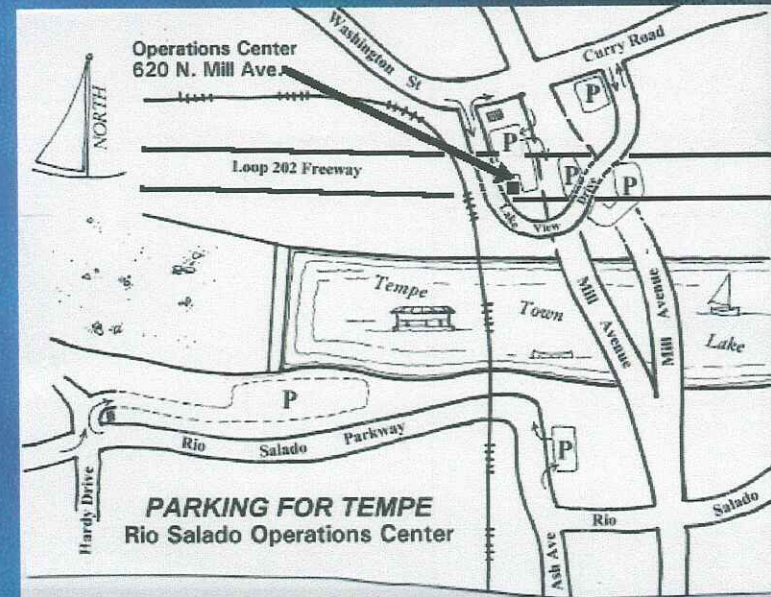 Operations Center
620 N. Mill Ave.
Washington St
Curry Road
NORTH
P
P
P
P
Loop 202 Freeway
Lake View Drive
Tempe
Town
Lake
Mill Avenue
Mill Avenue
P
P
Rio Salado Parkway
Hardy Drive
PARKING FOR TEMPE
Rio Salado Operations Center
Ash Ave
Rio Salado